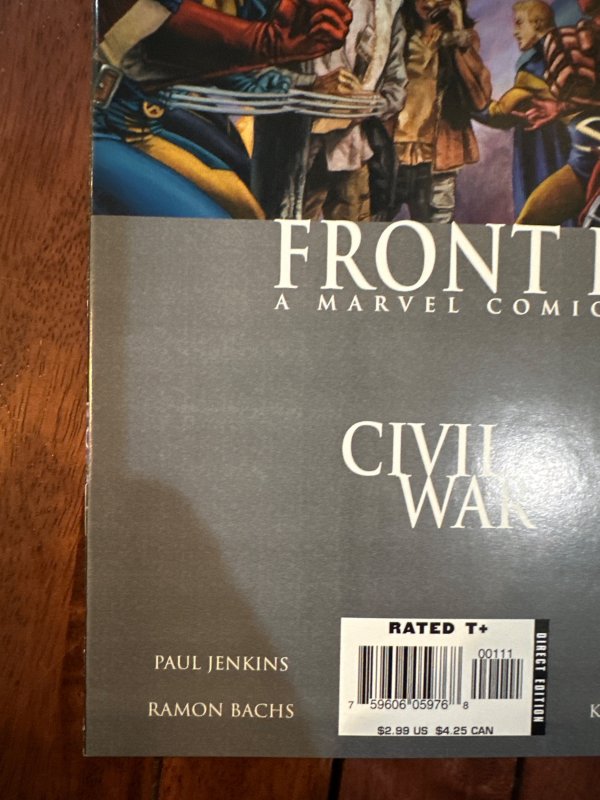 FRONT
A MARVEL COMIC
CIVIL
WAR
RATED T+
00111
DIRECT EDITION
PAUL JENKINS
7 59606 05976 8
RAMON BACHS
K
$2.99 US $4.25 CAN